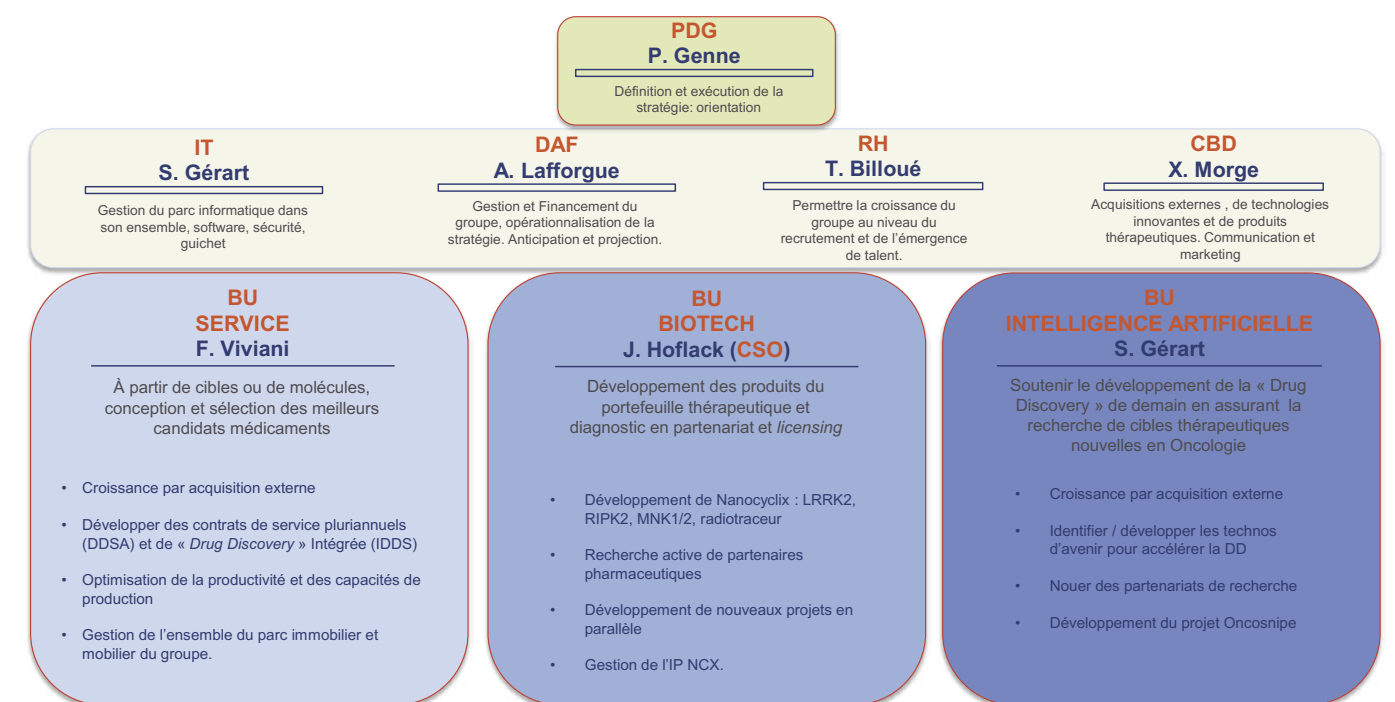 PDG
P. Genne
Définition et exécution de la
stratégie: orientation
IT
S. Gérart
Gestion du parc informatique dans
son ensemble, software, sécurité,
guichet
DAF
A. Lafforgue
Gestion et Financement du
groupe, opérationnalisation de la
stratégie. Anticipation et projection.
RH
T. Billoué
Permettre la croissance du
groupe au niveau du
recrutement et de l'émergence
de talent.
CBD
X. Morge
Acquisitions externes , de technologies
innovantes et de produits
thérapeutiques. Communication et
marketing
BU
SERVICE
F. Viviani
À partir de cibles ou de molécules,
conception et sélection des meilleurs
candidats médicaments
• Croissance par acquisition externe
• Développer des contrats de service pluriannuels
(DDSA) et de « Drug Discovery » Intégrée (IDDS)
• Optimisation de la productivité et des capacités de
production
• Gestion de l'ensemble du parc immobilier et
mobilier du groupe.
BU
BIOTECH
J. Hoflack (CSO)
Développement des produits du
portefeuille thérapeutique et
diagnostic en partenariat et licensing
• Développement de Nanocyclix : LRRK2,
RIPK2, MNK1/2, radiotraceur
• Recherche active de partenaires
pharmaceutiques
• Développement de nouveaux projets en
parallèle
• Gestion de l'IP NCX.
BU
INTELLIGENCE ARTIFICIELLE
S. Gérart
Soutenir le développement de la « Drug
Discovery » de demain en assurant la
recherche de cibles thérapeutiques
nouvelles en Oncologie
• Croissance par acquisition externe
• Identifier / développer les technos
d'avenir pour accélérer la DD
• Nouer des partenariats de recherche
• Développement du projet Oncosnipe